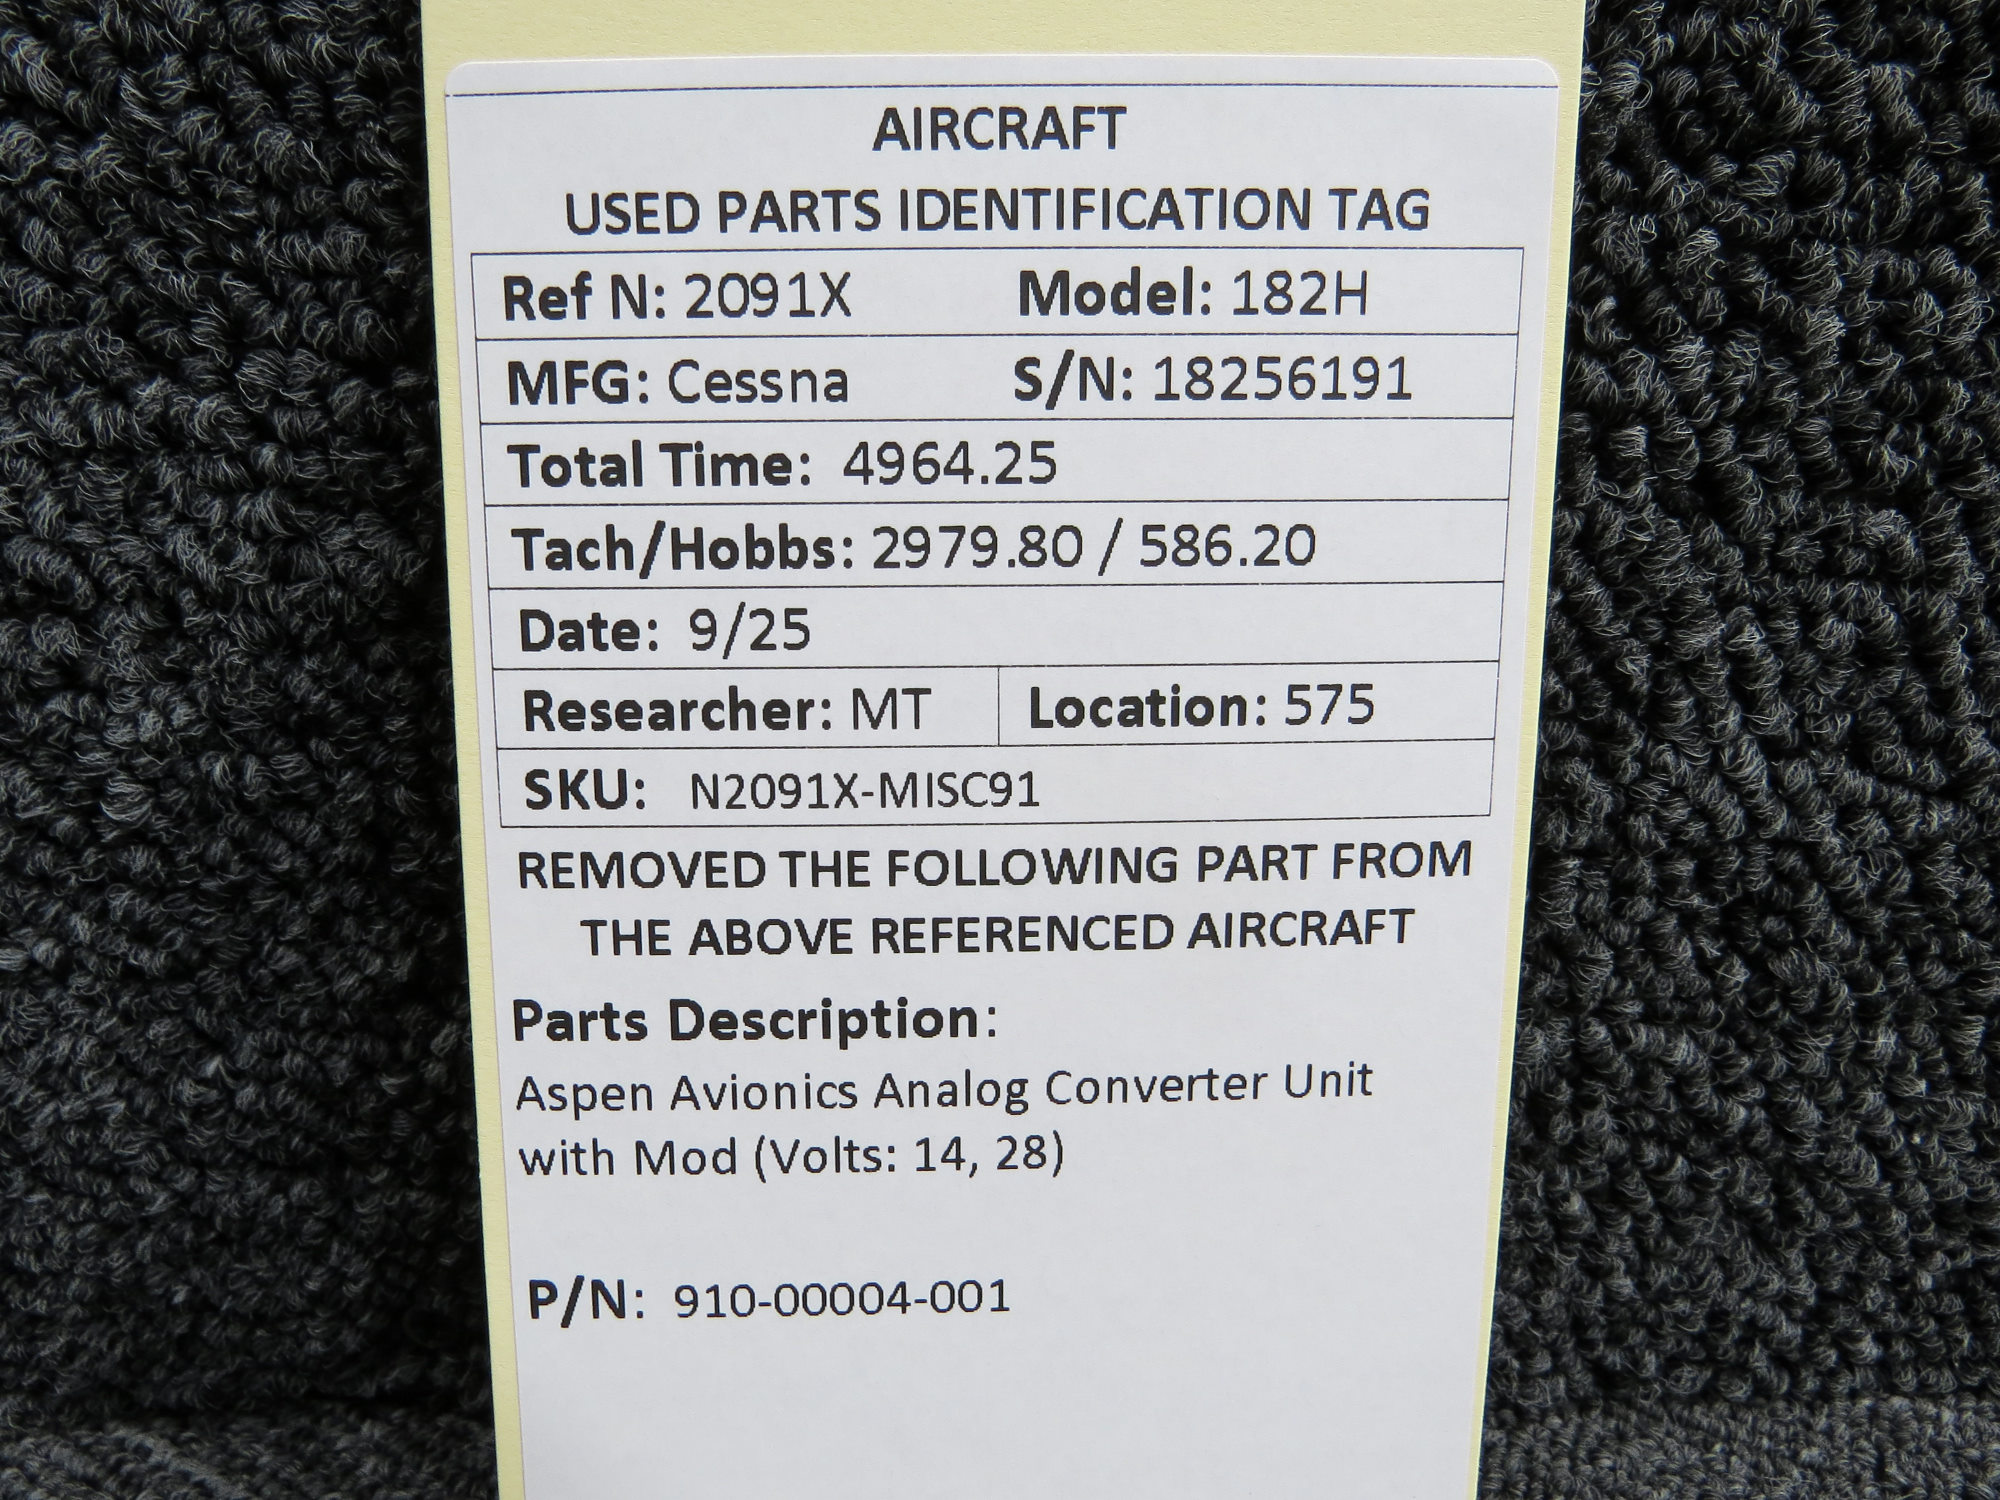 AIRCRAFT
USED PARTS IDENTIFICATION TAG
Ref N: 2091X Model: 182H
MFG: Cessna S/N: 18256191
Total Time: 4964.25
Tach/Hobbs: 2979.80 / 586.20
Date: 9/25
Researcher: MT Location: 575
SKU: N2091X-MISC91
REMOVED THE FOLLOWING PART FROM
THE ABOVE REFERENCED AIRCRAFT
Parts Description:
Aspen Avionics Analog Converter Unit
with Mod (Volts: 14, 28)
P/N: 910-00004-001